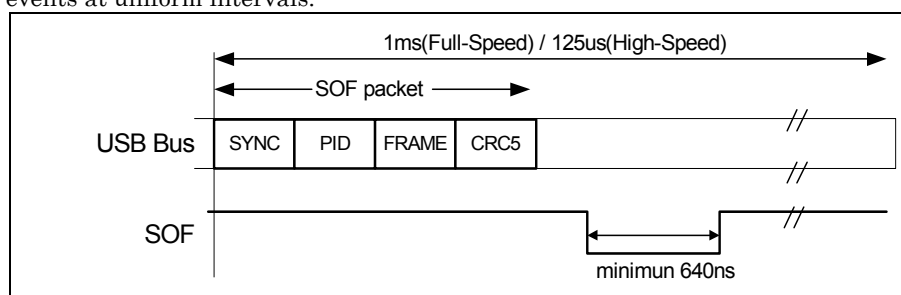 events at uniform intervals.
1ms(Full-Speed) / 125us(High-Speed)
SOF packet
USB Bus SYNC PID FRAME CRC5
SOF
minimun 640ns